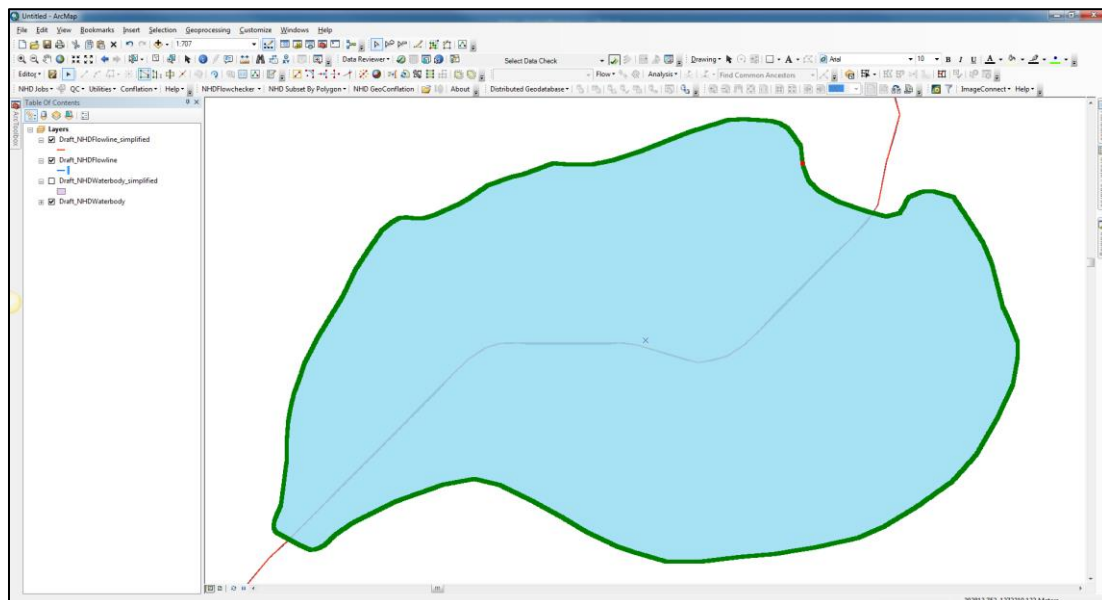 Untitled - ArcMap
File Edit View Bookmarks Insert Selection Geoprocessing Customize Windows Help
1:707
Data Reviewer Select Data Check Drawing Arial 10 B I U A
Editor Flow Analysis Find Common Ancestors
NHD Jobs QC Utilities Conflation Help NHDFlowchecker NHD Subset By Polygon NHD GeoConflation About Distributed Geodatabase ImageConnect Help
Table Of Contents
ArcToolbox
Layers
Draft_NHDFlowline_simplified
Draft_NHDFlowline
Draft_NHDWaterbody_simplified
Draft_NHDWaterbody